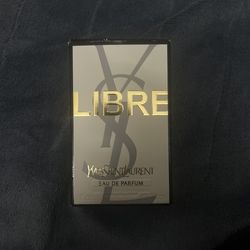 LIBRE
YVESSAINTLAURENT
EAU DE PARFUM